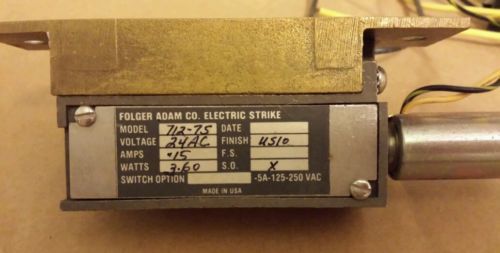 FOLGER ADAM CO. ELECTRIC STRIKE
MODEL 712-75 DATE
VOLTAGE 24AC FINISH US10
AMPS .15 F.S.
WATTS 3.60 S.O. X
SWITCH OPTION -5A-125-250 VAC
MADE IN USA